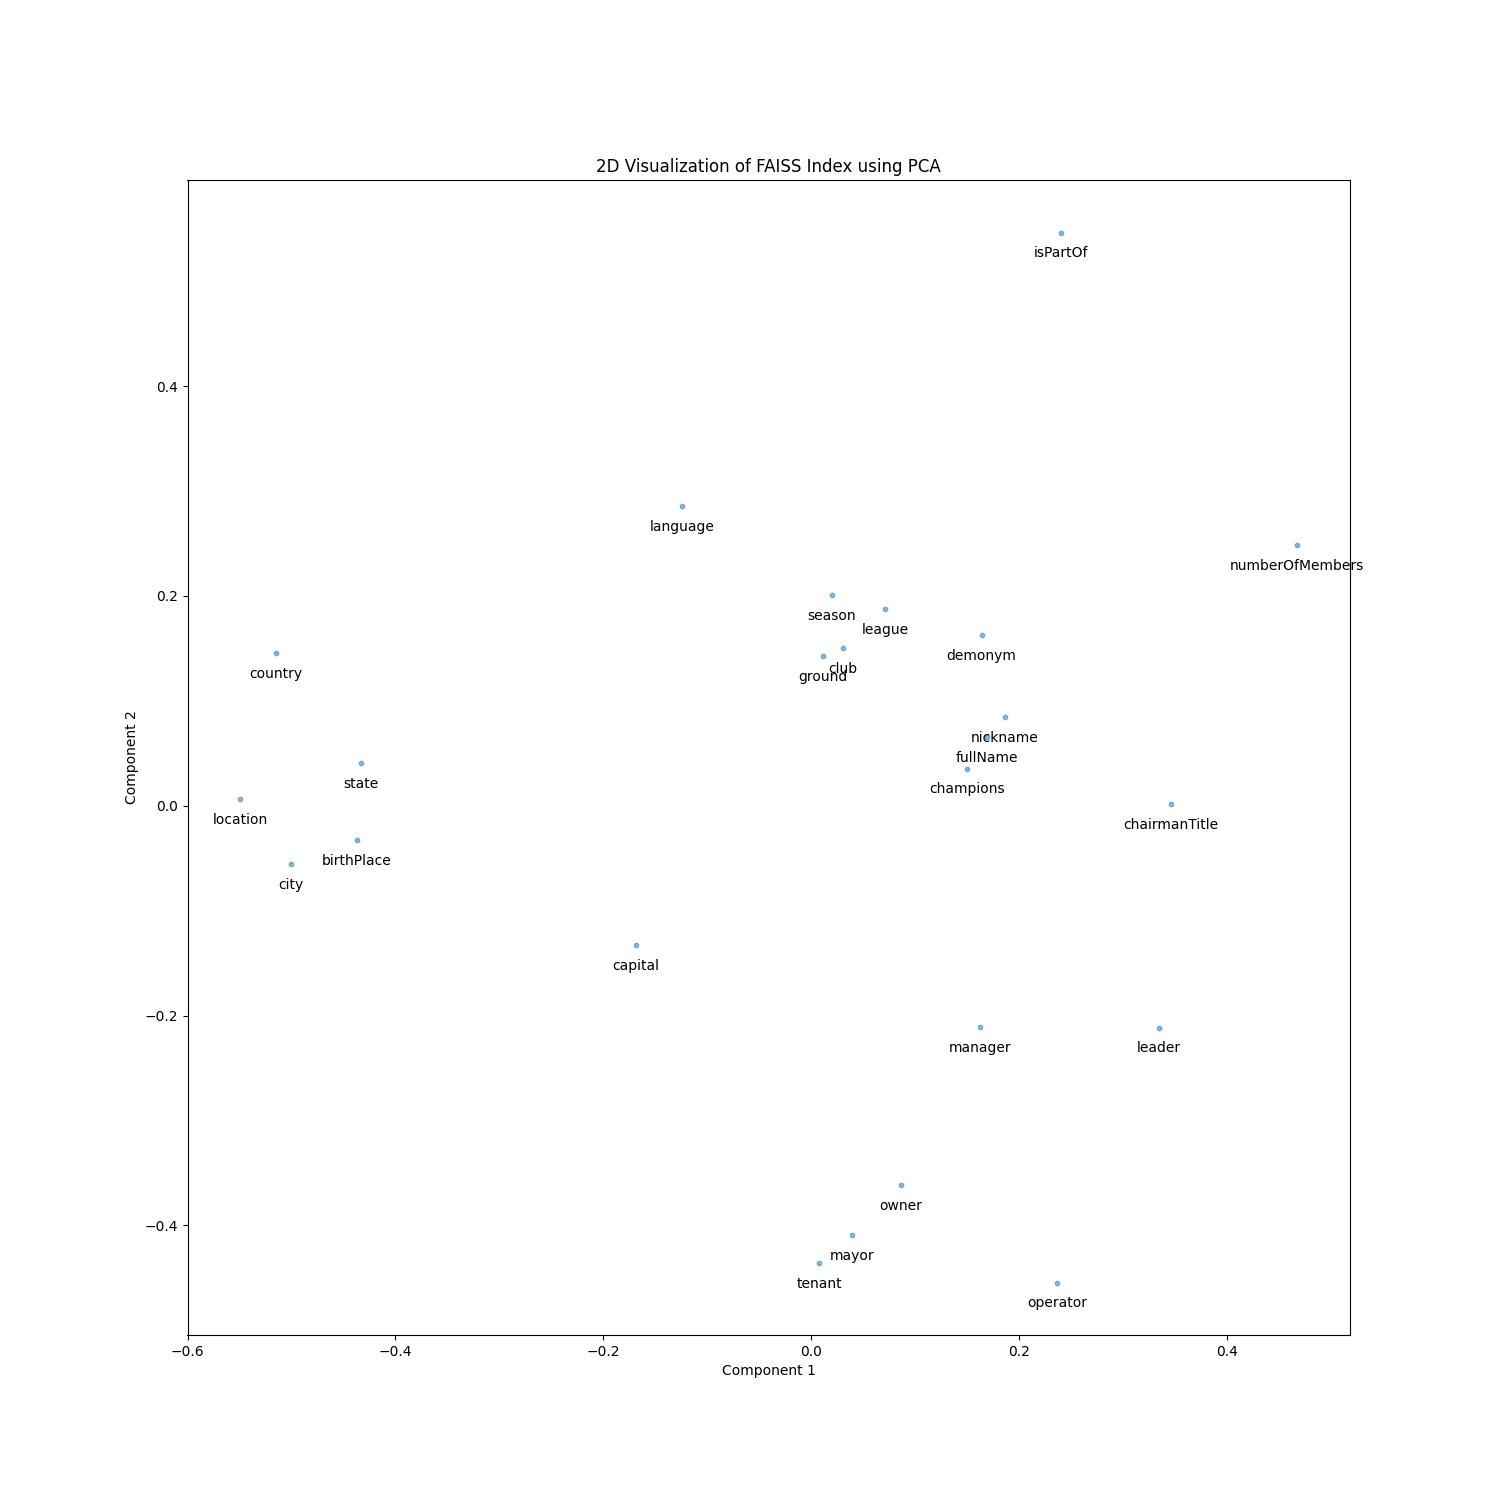 2D Visualization of FAISS Index using PCA
isPartOf
0.4
language
numberOfMembers
0.2
season
league
demonym
club
country
ground
nickname
fullName
state
champions
0.0
location
chairmanTitle
birthPlace
city
capital
−0.2
manager
leader
owner
−0.4
mayor
tenant
operator
−0.6
−0.4
−0.2
0.0
0.2
0.4
Component 1
Component 2